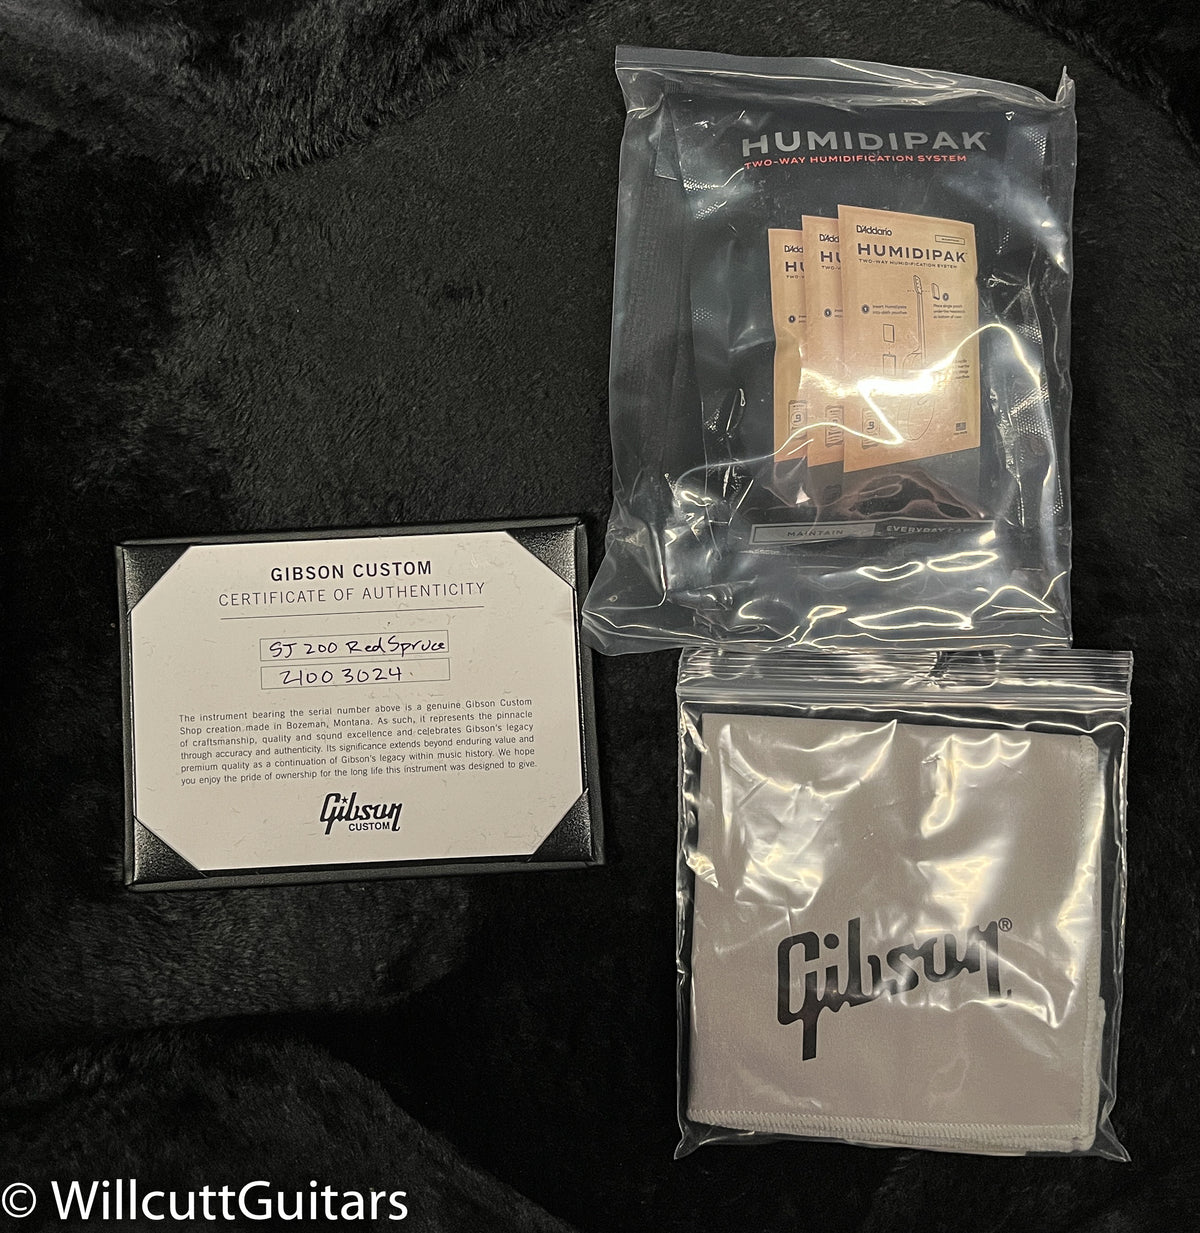 HUMIDIPAK™
TWO-WAY HUMIDIFICATION SYSTEM
D'Addario
HUMIDIPAK™
TWO-WAY HUMIDIFICATION SYSTEM
MAINTAIN
EVERYDAY CARE
GIBSON CUSTOM
CERTIFICATE OF AUTHENTICITY
SJ 200 Red Spruce
21003024
The instrument bearing the serial number above is a genuine Gibson Custom
Shop creation made in Bozeman, Montana. As such, it represents the pinnacle
of craftsmanship, quality and sound excellence and celebrates Gibson's legacy
through accuracy and authenticity. Its significance extends beyond enduring value and
premium quality as a continuation of Gibson's legacy within music history. We hope
you enjoy the pride of ownership for the long life this instrument was designed to give.
Gibson
CUSTOM
Gibson®
© WillcuttGuitars